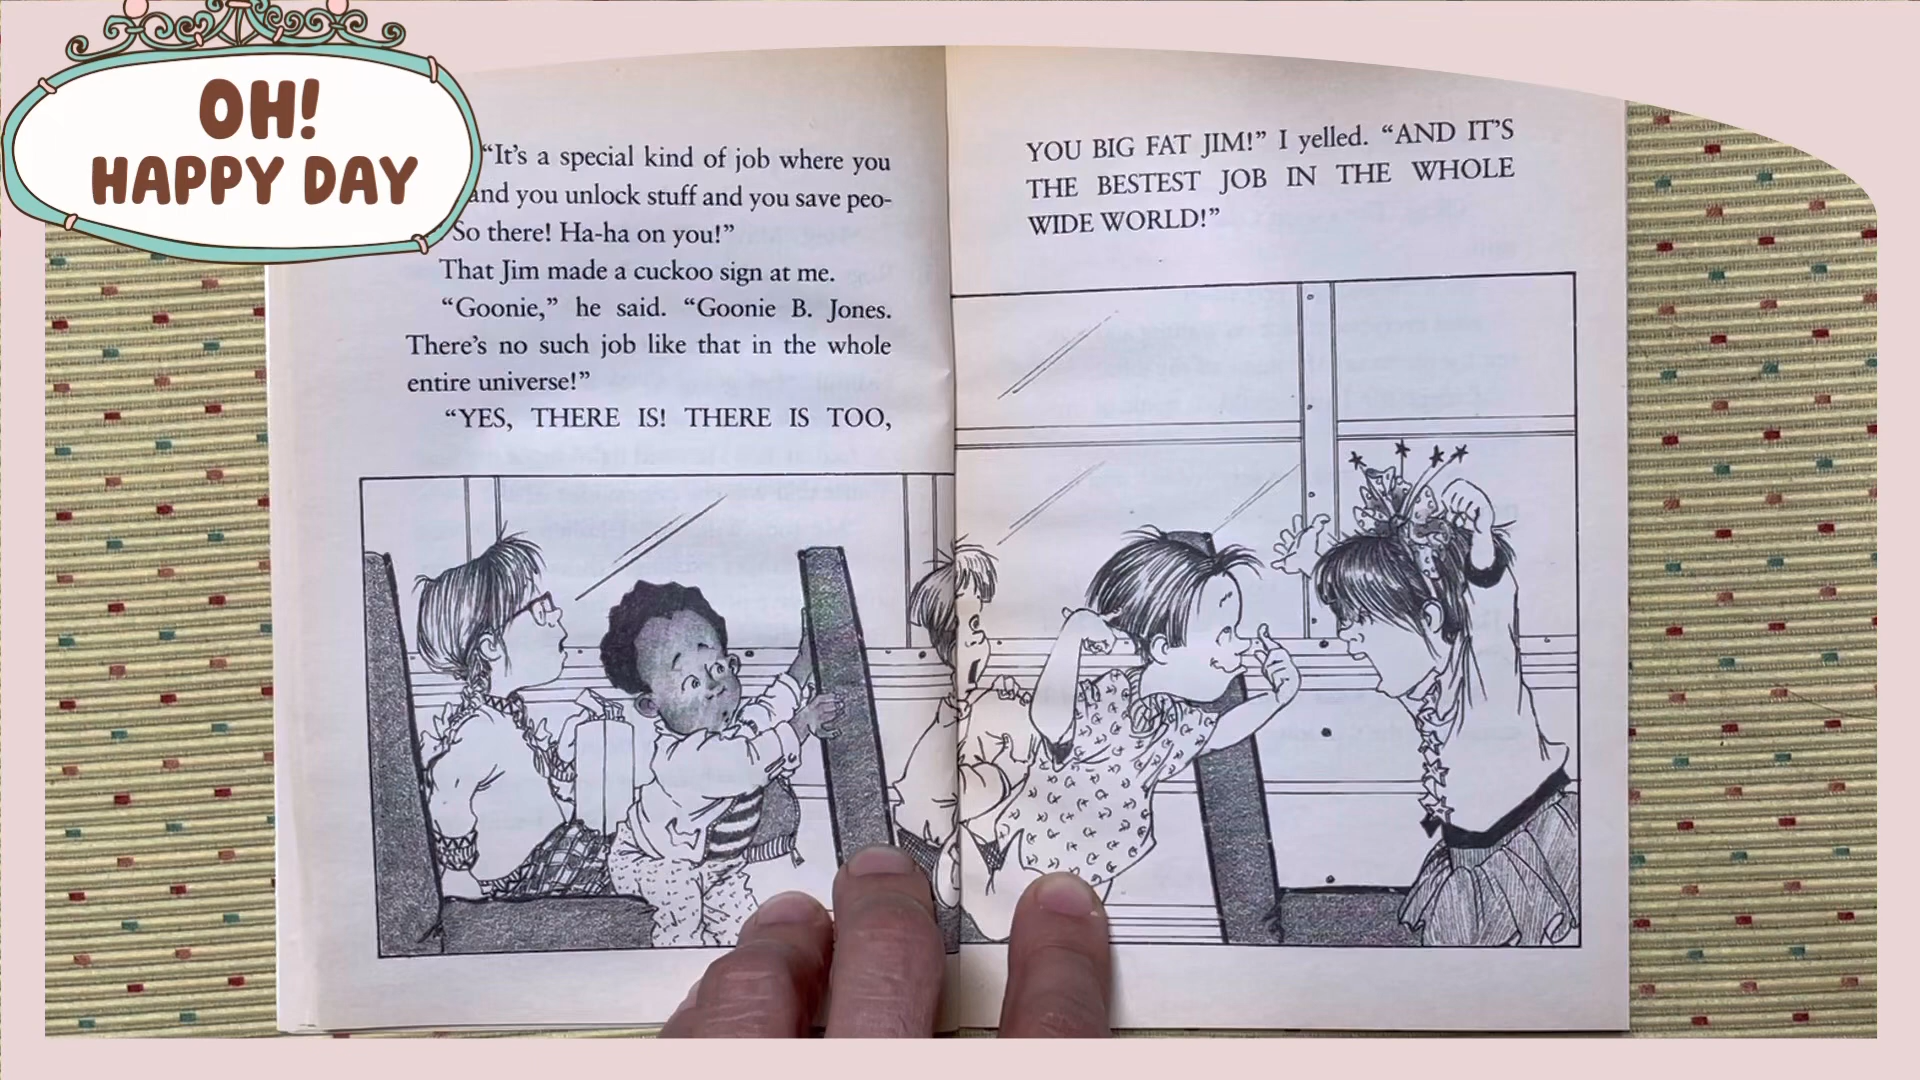 OH!
HAPPY DAY
“It’s a special kind of job where you
and you unlock stuff and you save peo-
So there! Ha-ha on you!”
That Jim made a cuckoo sign at me.
“Goonie,” he said. “Goonie B. Jones.
There’s no such job like that in the whole
entire universe!”
“YES, THERE IS! THERE IS TOO,
YOU BIG FAT JIM!” I yelled. “AND IT’S
THE BESTEST JOB IN THE WHOLE
WIDE WORLD!”